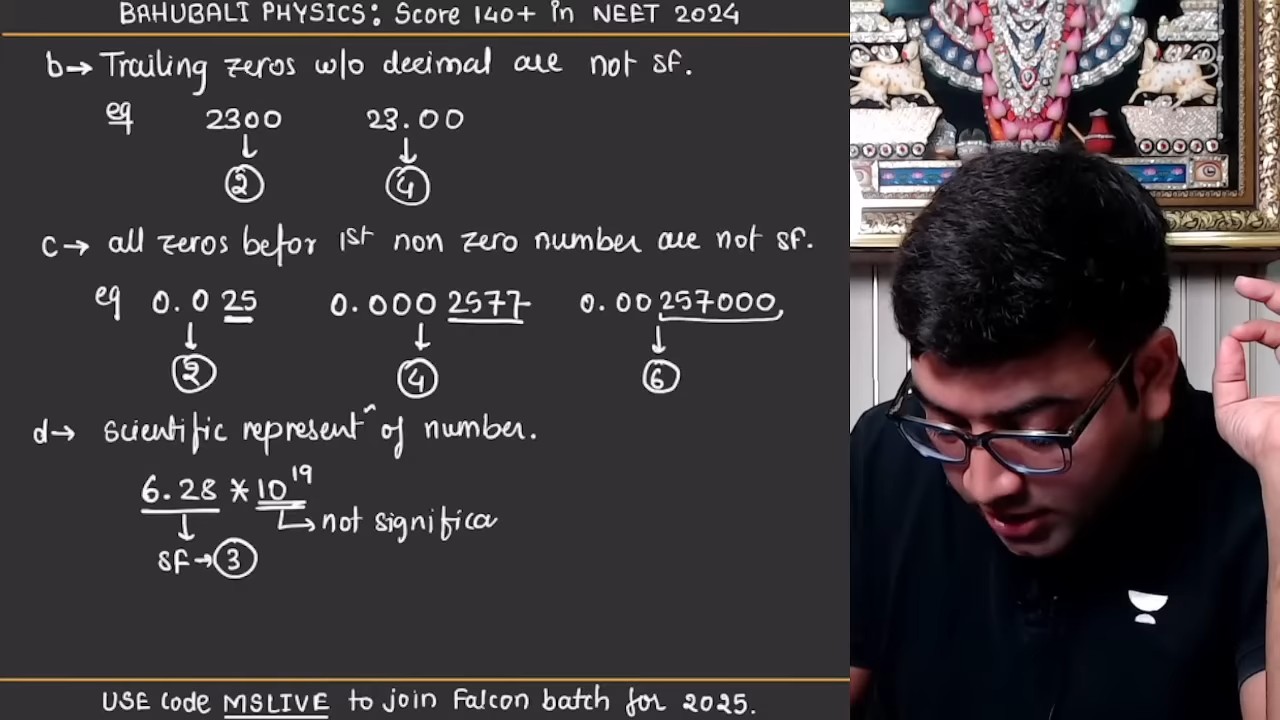 BAHUBALI PHYSICS: Score 140+ in NEET 2024
b→ Trailing zeros w/o decimal are not sf.
eg 2300 23.00
↓ ↓
2 4
c→ all zeros befor 1st non zero number are not sf.
eg 0.025 0.0002577 0.00257000,
↓ ↓ ↓
2 4 6
d→ scientific representⁿ of number.
6.28 * 10¹⁹
↓ ↳ not significa
sf→3
USE Code MSLIVE to join Falcon batch for 2025.